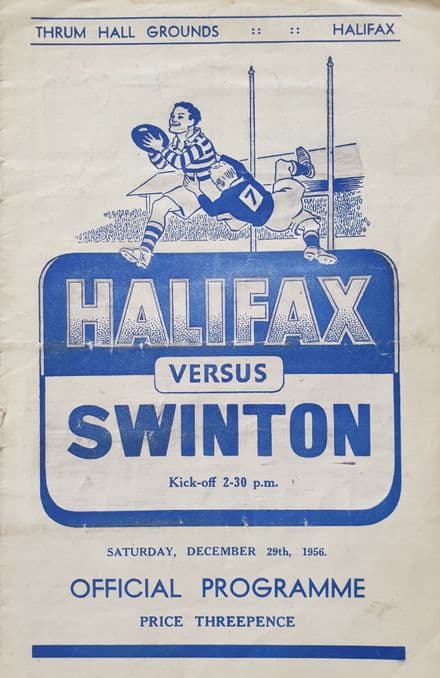 THRUM HALL GROUNDS :: :: HALIFAX
7
HALIFAX
VERSUS
SWINTON
Kick-off 2-30 p.m.
SATURDAY, DECEMBER 29th, 1956.
OFFICIAL PROGRAMME
PRICE THREEPENCE